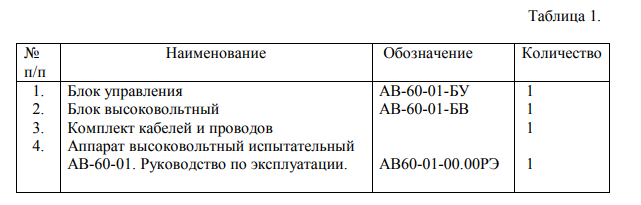 Таблица 1.
№ Наименование Обозначение Количество
п/п
1. Блок управления АВ-60-01-БУ 1
2. Блок высоковольтный АВ-60-01-БВ 1
3. Комплект кабелей и проводов 1
4. Аппарат высоковольтный испытательный
АВ-60-01. Руководство по эксплуатации. АВ60-01-00.00РЭ 1